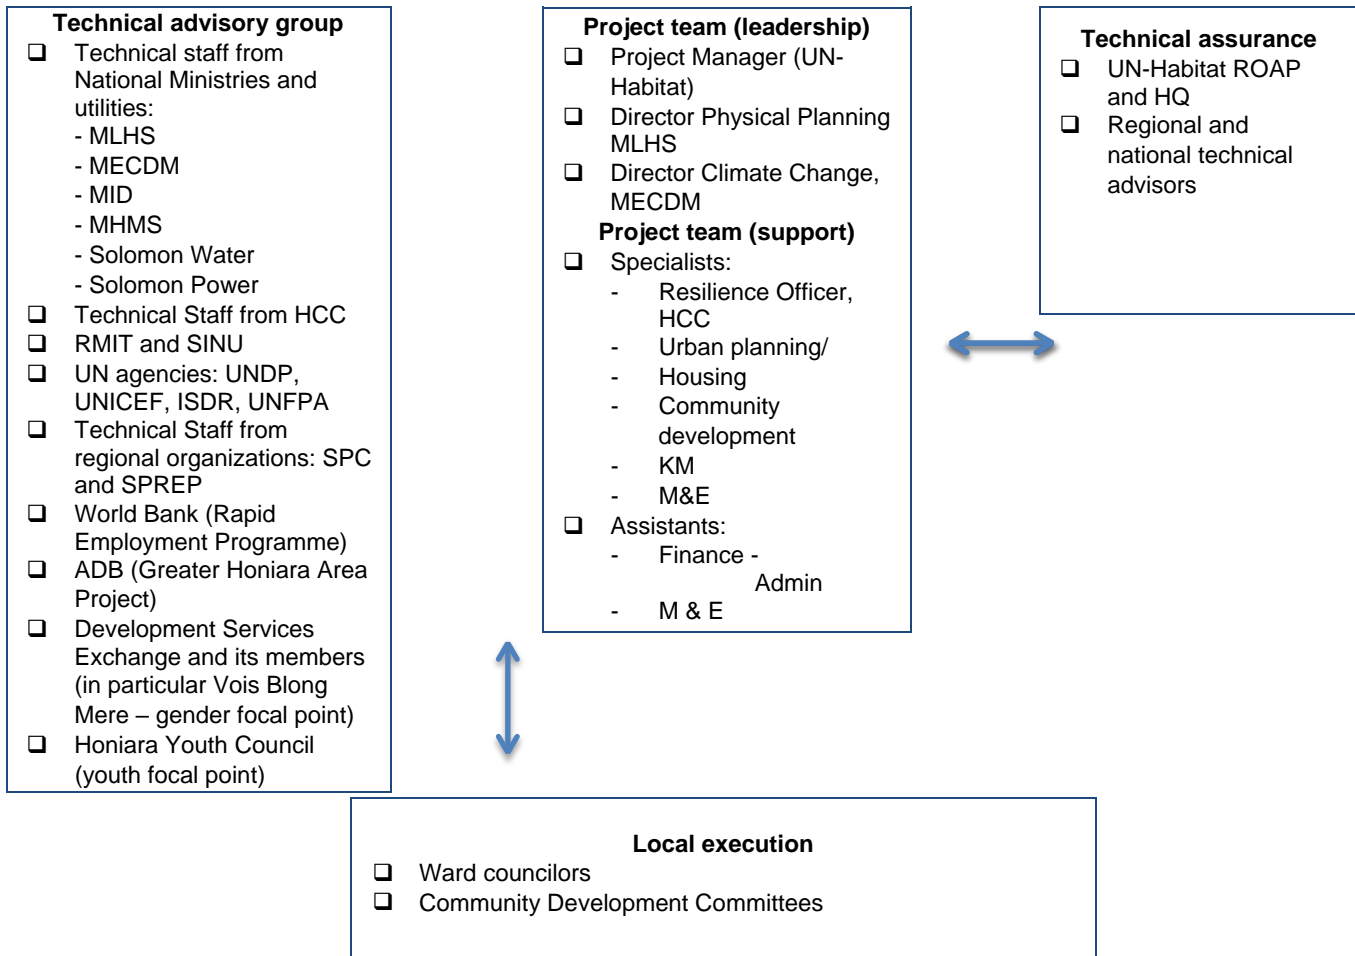 Technical advisory group
❑ Technical staff from
National Ministries and
utilities:
- MLHS
- MECDM
- MID
- MHMS
- Solomon Water
- Solomon Power
❑ Technical Staff from HCC
❑ RMIT and SINU
❑ UN agencies: UNDP,
UNICEF, ISDR, UNFPA
❑ Technical Staff from
regional organizations: SPC
and SPREP
❑ World Bank (Rapid
Employment Programme)
❑ ADB (Greater Honiara Area
Project)
❑ Development Services
Exchange and its members
(in particular Vois Blong
Mere – gender focal point)
❑ Honiara Youth Council
(youth focal point)
Project team (leadership)
❑ Project Manager (UN-
Habitat)
❑ Director Physical Planning
MLHS
❑ Director Climate Change,
MECDM
Project team (support)
❑ Specialists:
- Resilience Officer,
HCC
- Urban planning/
- Housing
- Community
development
- KM
- M&E
❑ Assistants:
- Finance -
Admin
- M & E
Technical assurance
❑ UN-Habitat ROAP
and HQ
❑ Regional and
national technical
advisors
Local execution
❑ Ward councilors
❑ Community Development Committees